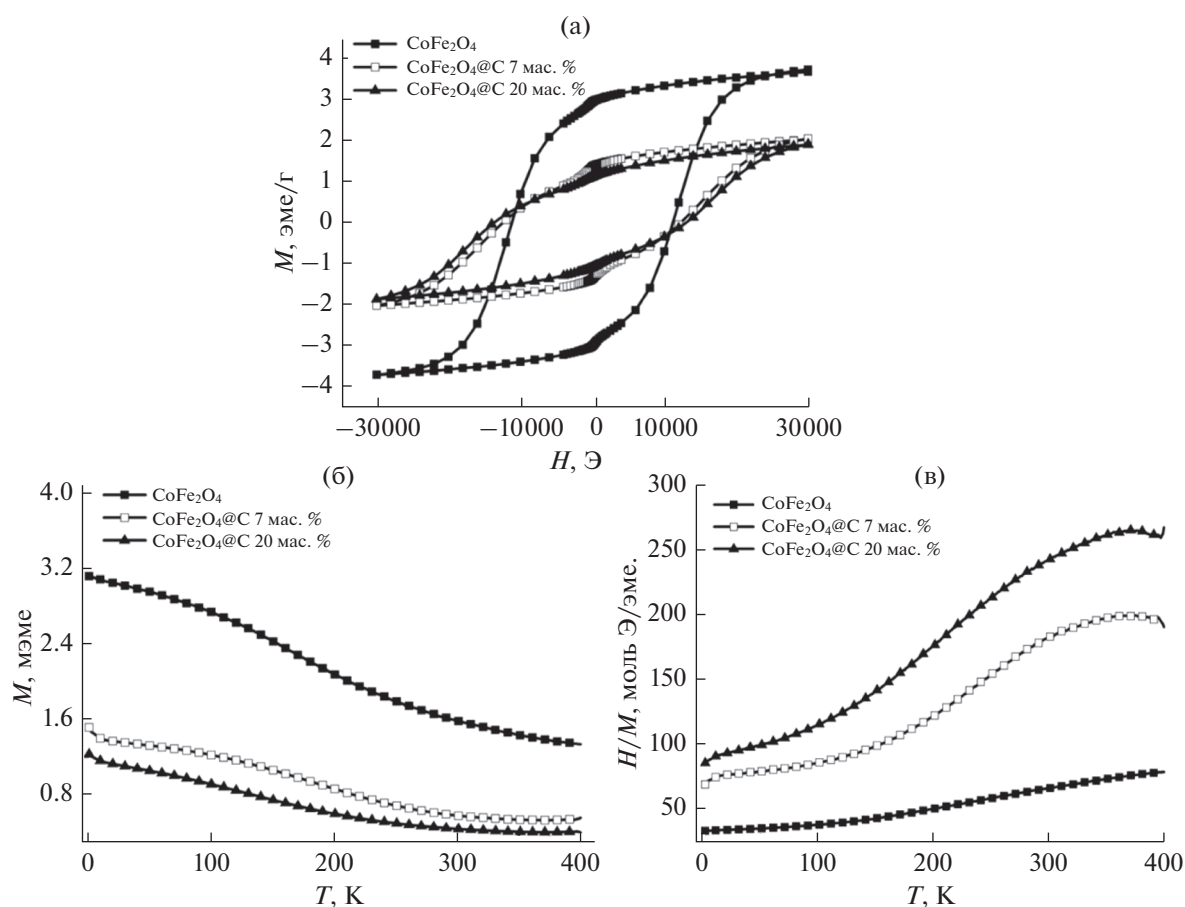 (а)
CoFe₂O₄
CoFe₂O₄@C 7 мас. %
CoFe₂O₄@C 20 мас. %
4
3
2
1
0
−1
−2
−3
−4
M, эме/г
−30000 −10000 0 10000 30000
H, Э
(б)
CoFe₂O₄
CoFe₂O₄@C 7 мас. %
CoFe₂O₄@C 20 мас. %
4.0
3.2
2.4
1.6
0.8
M, мэме
0 100 200 300 400
T, К
(в)
CoFe₂O₄
CoFe₂O₄@C 7 мас. %
CoFe₂O₄@C 20 мас. %
300
250
200
150
100
50
H/M, моль Э/эме.
0 100 200 300 400
T, К